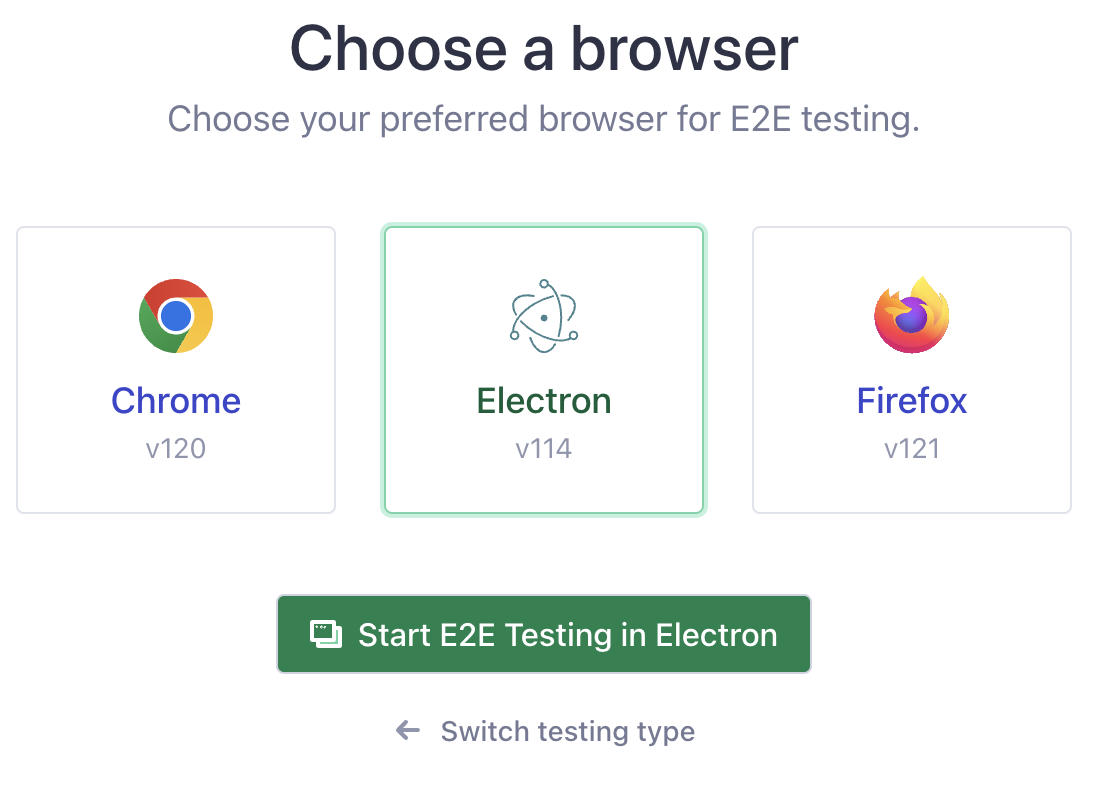 Choose a browser
Choose your preferred browser for E2E testing.
Chrome
v120
Electron
v114
Firefox
v121
Start E2E Testing in Electron
Switch testing type